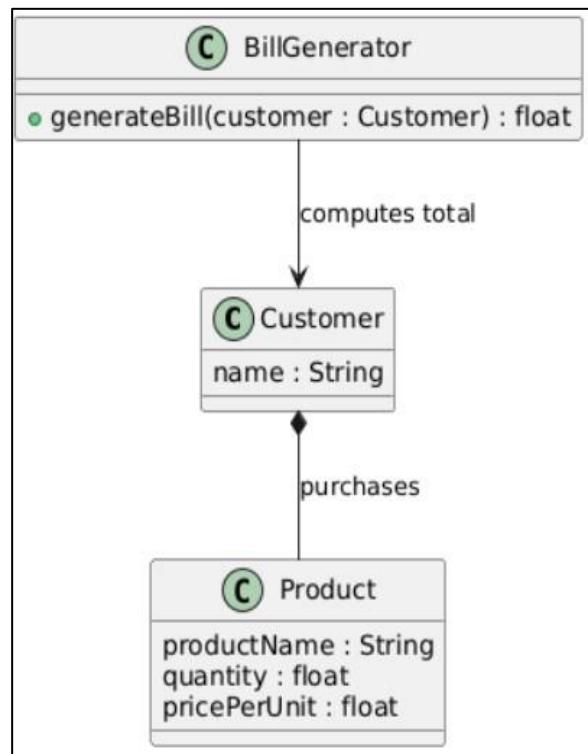 C BillGenerator
generateBill(customer : Customer) : float
computes total
C Customer
name : String
purchases
C Product
productName : String
quantity : float
pricePerUnit : float